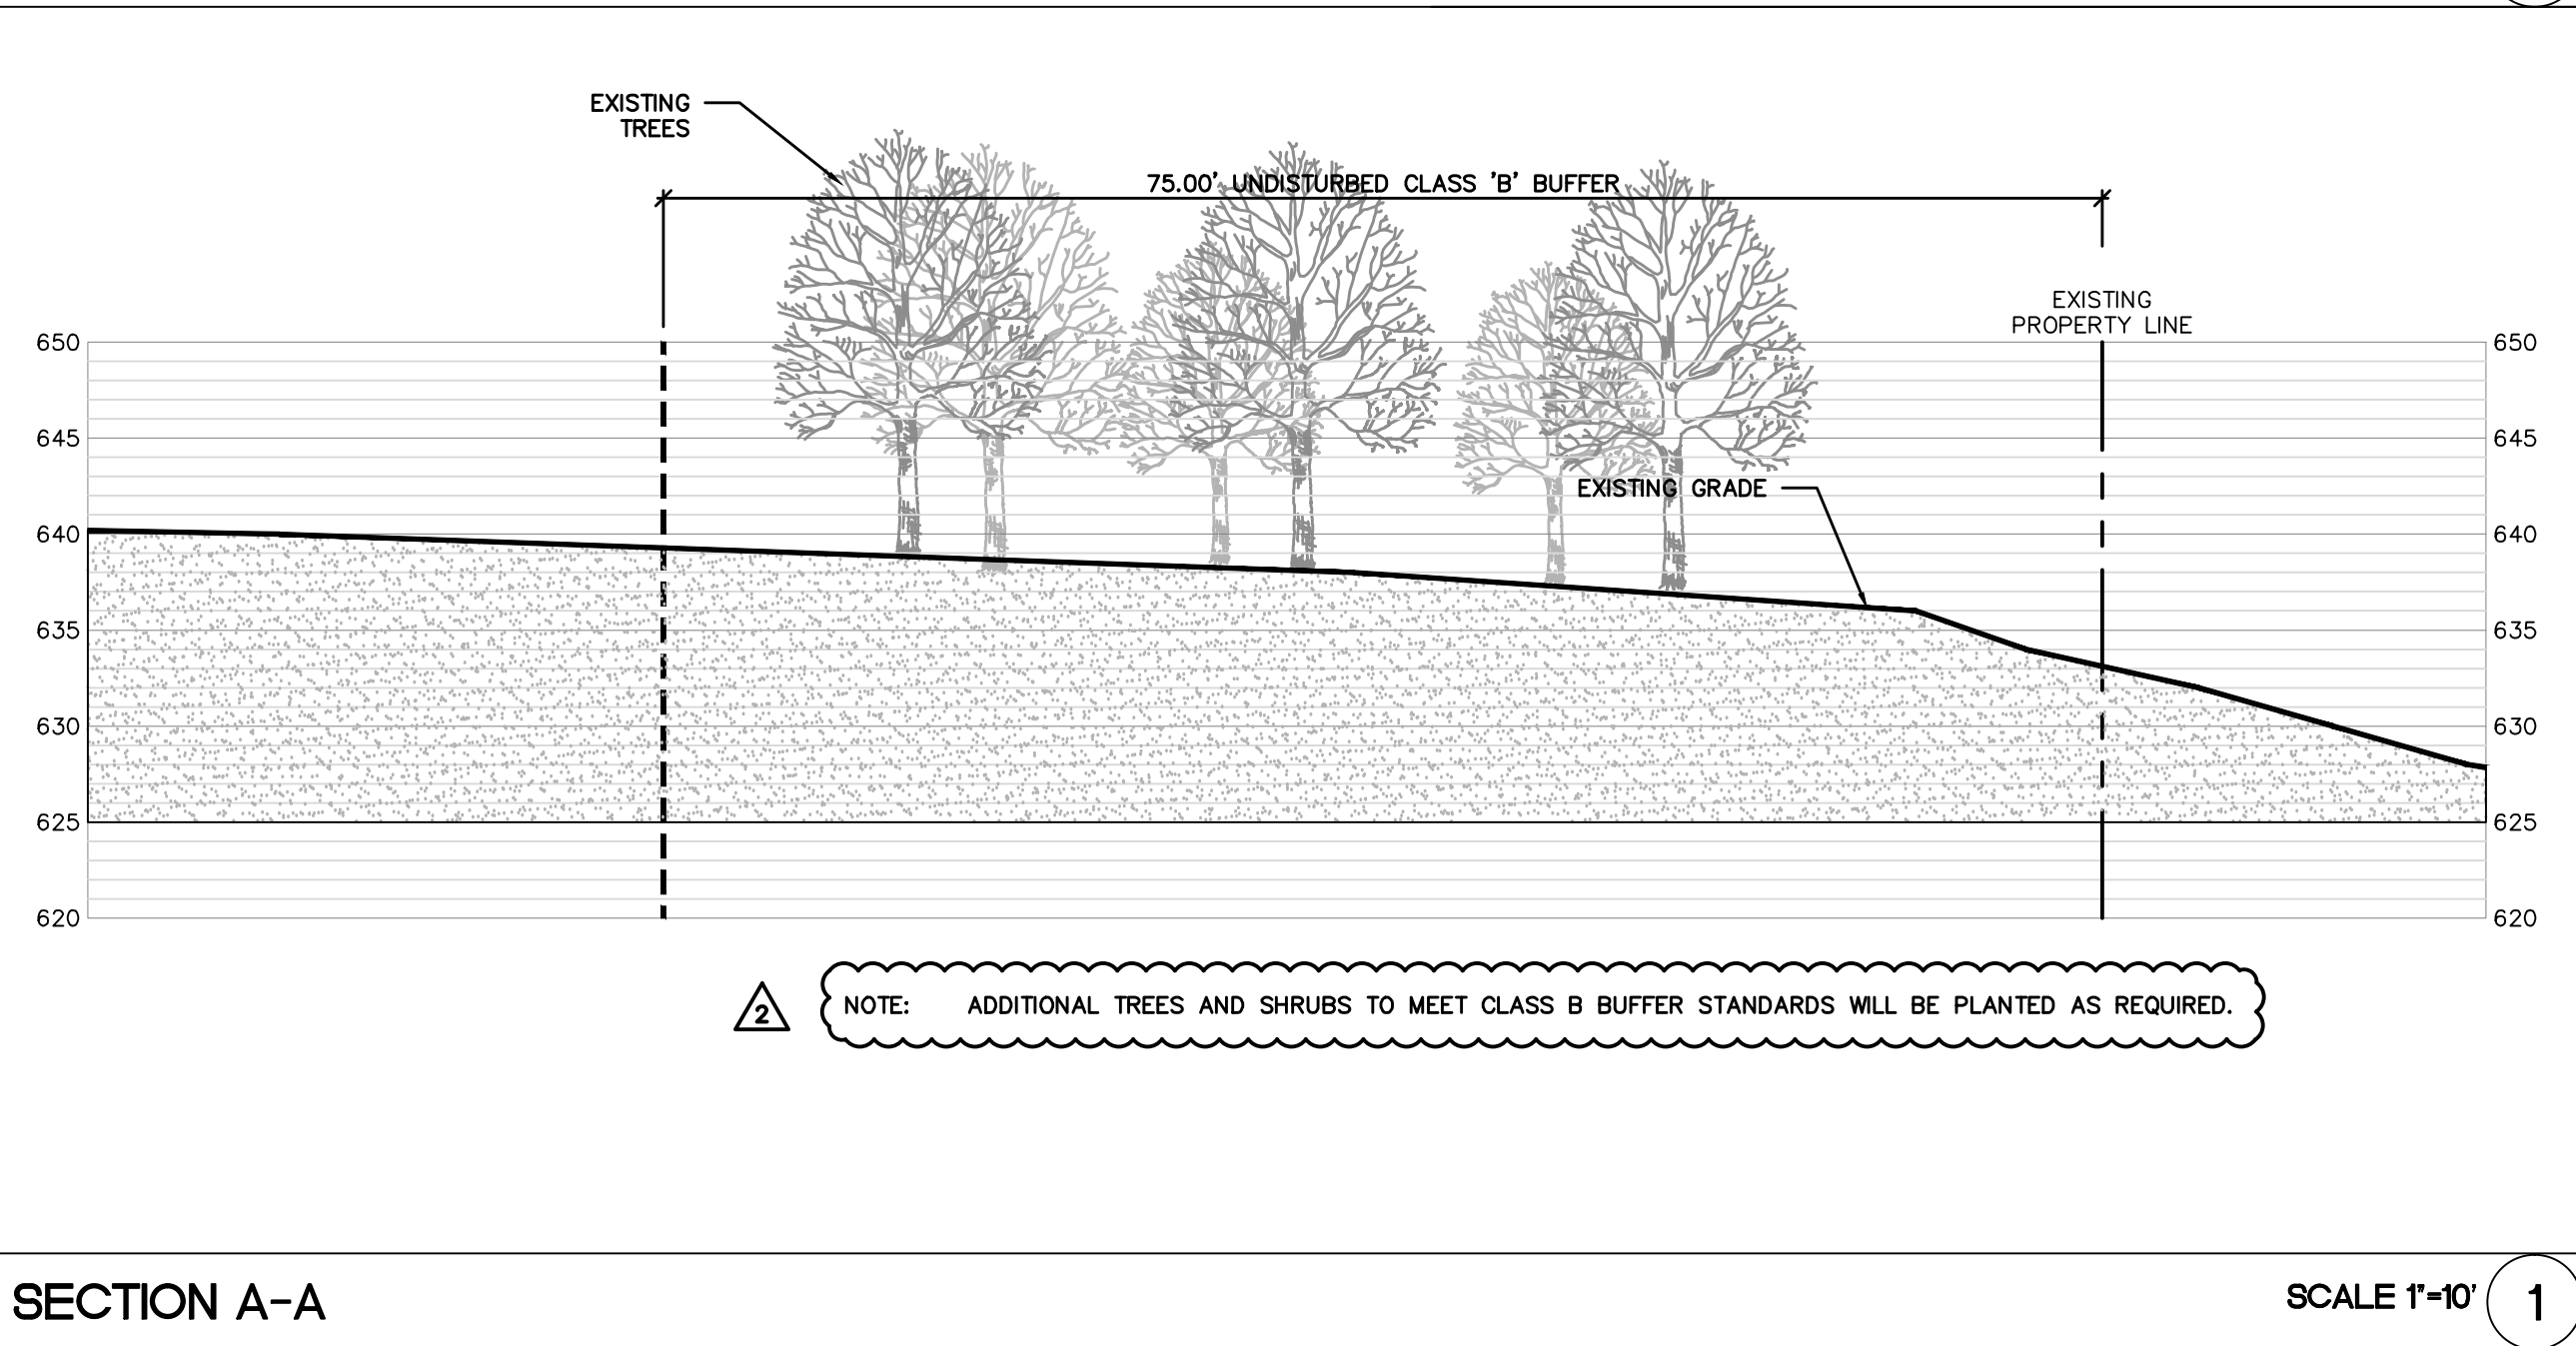 EXISTING
TREES
75.00' UNDISTURBED CLASS 'B' BUFFER
EXISTING
PROPERTY LINE
650
650
645
645
EXISTING GRADE
640
640
635
635
630
630
625
625
620
620
2
NOTE: ADDITIONAL TREES AND SHRUBS TO MEET CLASS B BUFFER STANDARDS WILL BE PLANTED AS REQUIRED.
SECTION A-A
SCALE 1"=10'
1